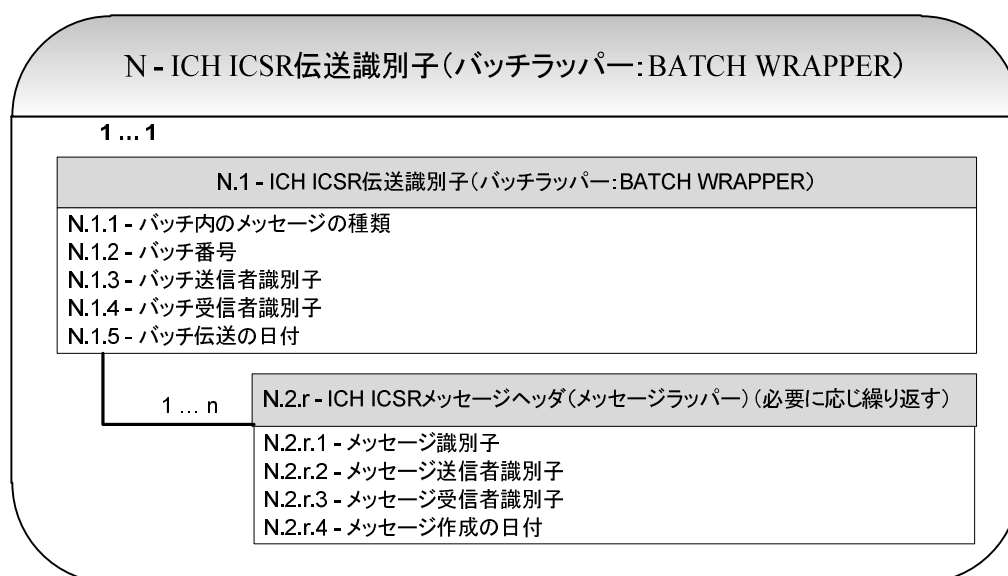 N - ICH ICSR伝送識別子(バッチラッパー:BATCH WRAPPER)
1 ... 1
N.1 - ICH ICSR伝送識別子(バッチラッパー:BATCH WRAPPER)
N.1.1 - バッチ内のメッセージの種類
N.1.2 - バッチ番号
N.1.3 - バッチ送信者識別子
N.1.4 - バッチ受信者識別子
N.1.5 - バッチ伝送の日付
1 ... n
N.2.r - ICH ICSRメッセージヘッダ(メッセージラッパー)(必要に応じ繰り返す)
N.2.r.1 - メッセージ識別子
N.2.r.2 - メッセージ送信者識別子
N.2.r.3 - メッセージ受信者識別子
N.2.r.4 - メッセージ作成の日付